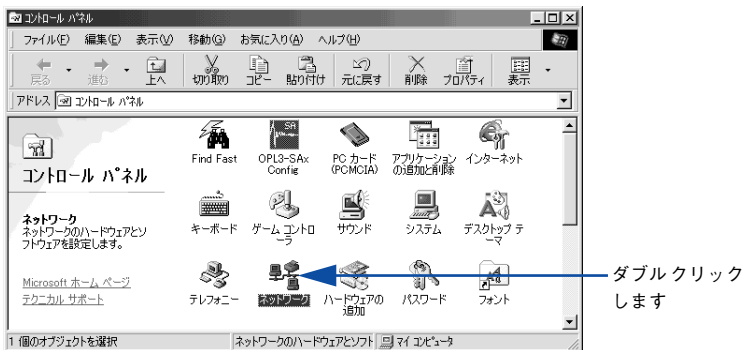 コントロール パネル
ファイル(F) 編集(E) 表示(V) 移動(G) お気に入り(A) ヘルプ(H)
戻る 進む 上へ 切り取り コピー 貼り付け 元に戻す 削除 プロパティ 表示
アドレス コントロール パネル
コントロール パネル
ネットワーク
ネットワークのハードウェアとソ
フトウェアを設定します。
Microsoft ホーム ページ
テクニカル サポート
Find Fast
OPL3-SAx
Config
PC カード
(PCMCIA)
アプリケーション
の追加と削除
インターネット
キーボード
ゲーム コントロ
ーラ
サウンド
システム
デスクトップ テ
ーマ
テレフォニー
ネットワーク
ハードウェアの
追加
パスワード
フォント
ダブル クリック
します
1 個のオブジェクトを選択
ネットワークのハードウェアとソフト
マイ コンピュータ